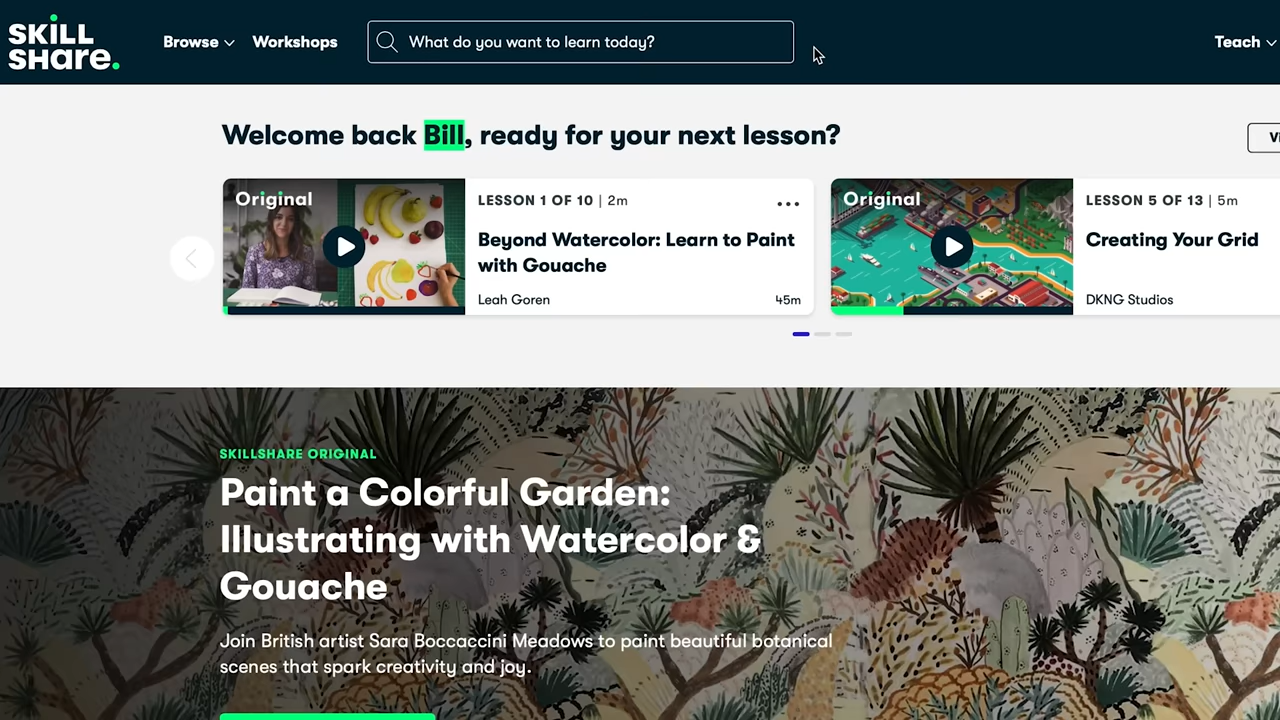 SKiLL
SHare.
Browse
Workshops
What do you want to learn today?
Teach
Welcome back Bill, ready for your next lesson?
Original
LESSON 1 OF 10 | 2m
Beyond Watercolor: Learn to Paint
with Gouache
Leah Goren
45m
Original
LESSON 5 OF 13 | 5m
Creating Your Grid
DKNG Studios
SKILLSHARE ORIGINAL
Paint a Colorful Garden:
Illustrating with Watercolor &
Gouache
Join British artist Sara Boccaccini Meadows to paint beautiful botanical
scenes that spark creativity and joy.